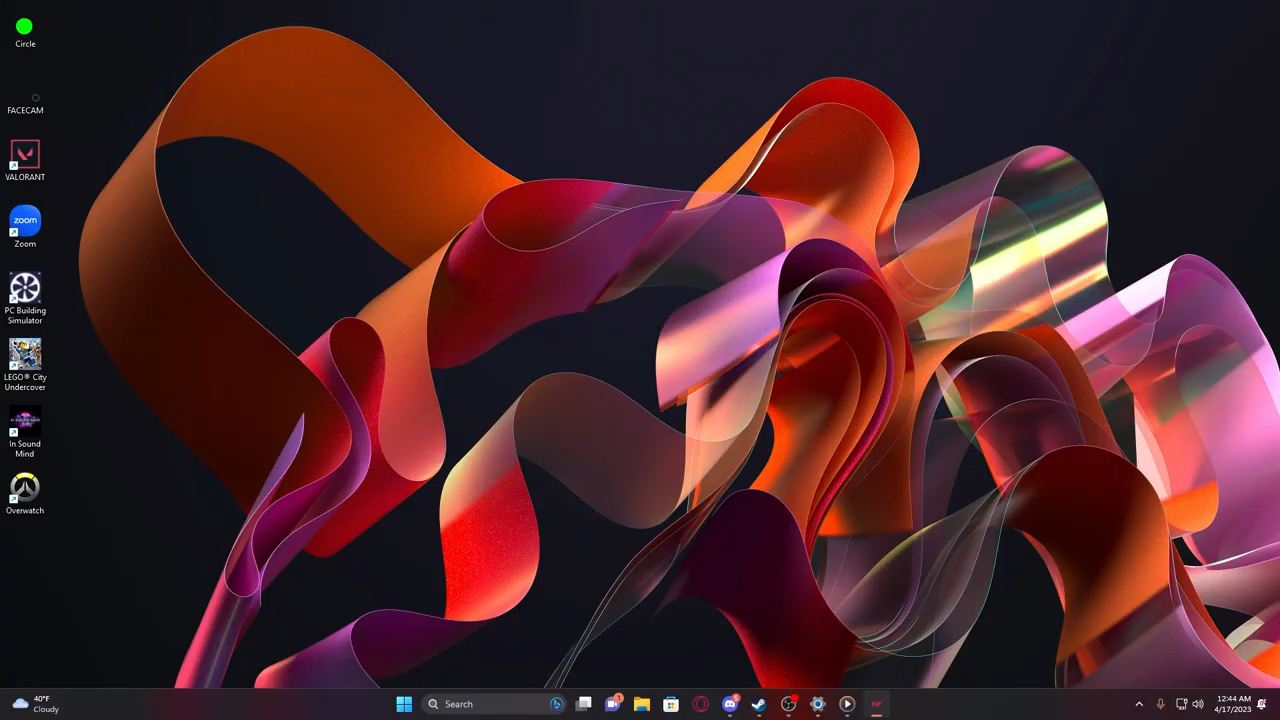 Circle
FACECAM
VALORANT
zoom
Zoom
PC Building
Simulator
LEGO® City
Undercover
In Sound
Mind
Overwatch
40°F
Cloudy
Search
12:44 AM
4/17/2023